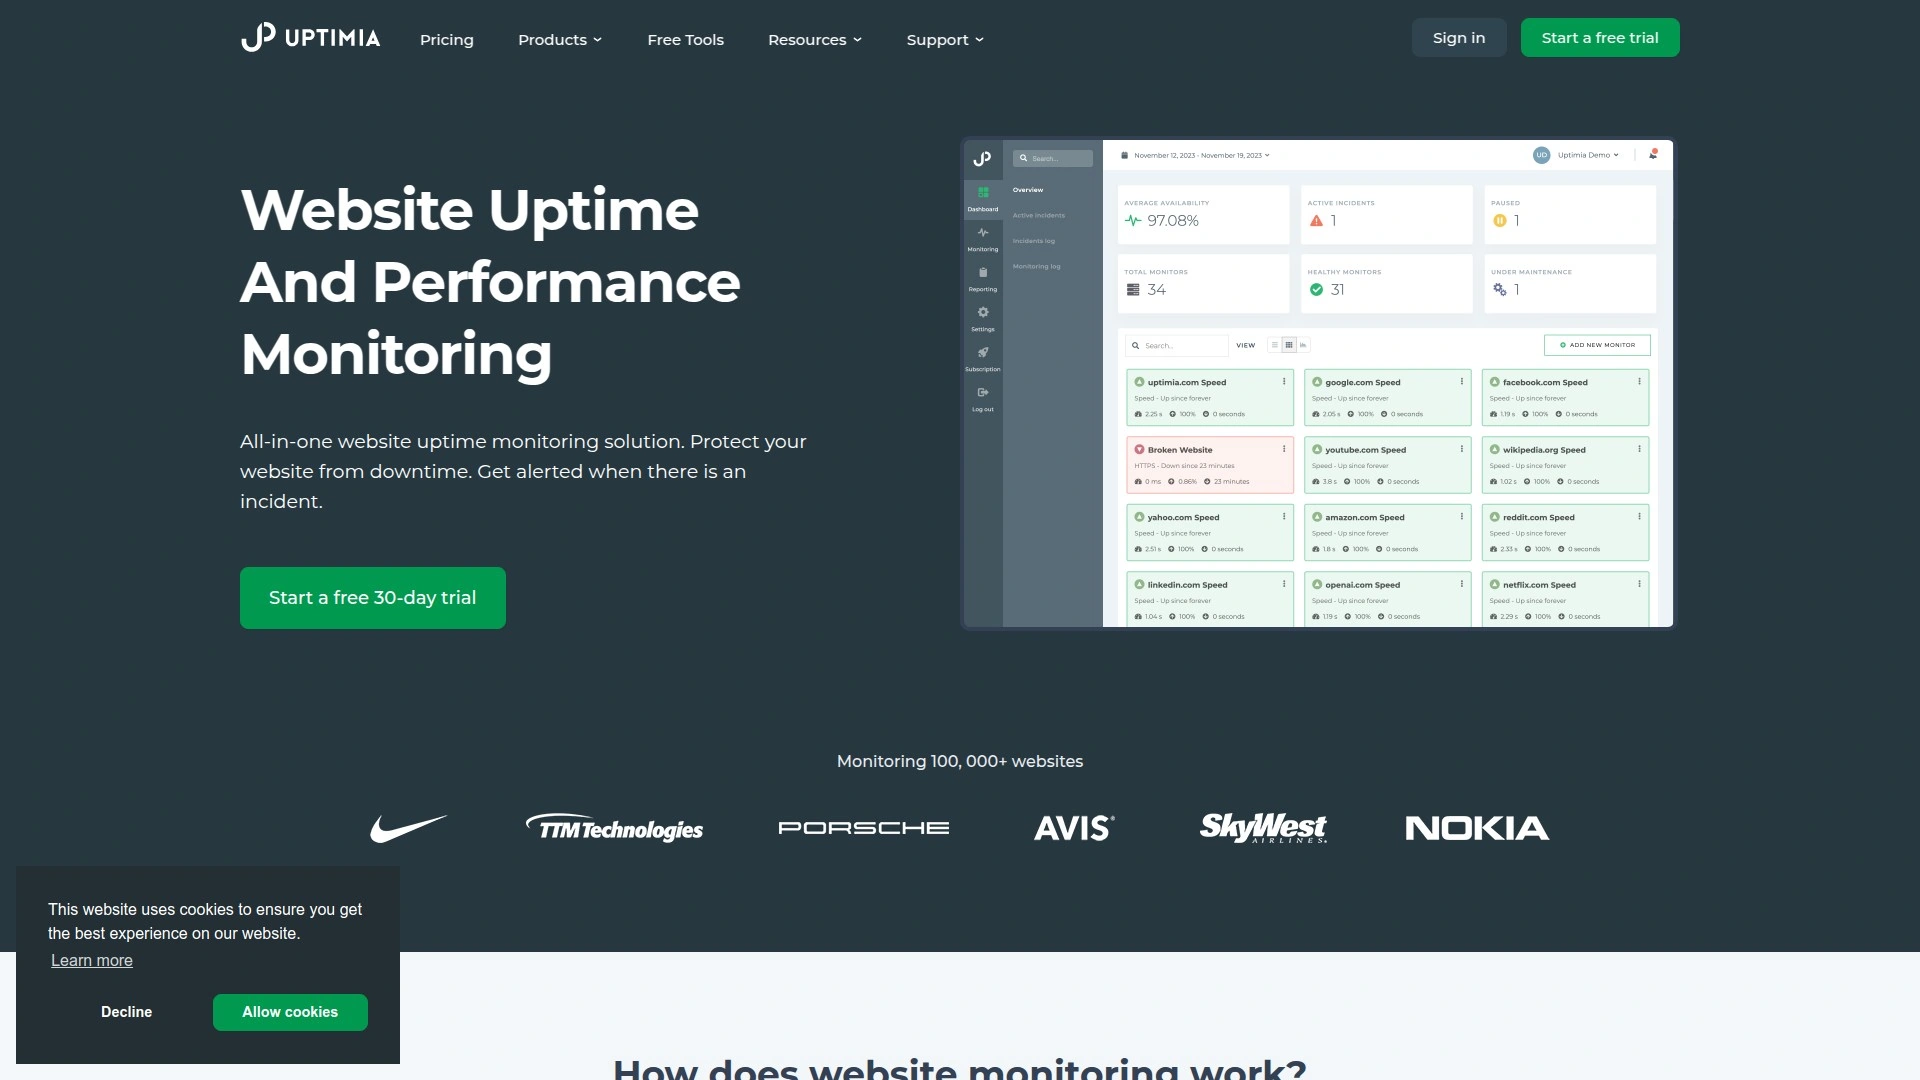 UPTIMIA
Pricing
Products
Free Tools
Resources
Support
Sign in
Start a free trial
Website Uptime
And Performance
Monitoring
All-in-one website uptime monitoring solution. Protect your
website from downtime. Get alerted when there is an
incident.
Start a free 30-day trial
Search...
Overview
Active Incidents
Incidents log
Monitoring log
Dashboard
Monitoring
Reporting
Settings
Subscription
Log out
November 12, 2023 - November 19, 2023
UD
Uptimia Demo
AVERAGE AVAILABILITY
97.08%
ACTIVE INCIDENTS
1
PAUSED
1
TOTAL MONITORS
34
HEALTHY MONITORS
31
UNDER MAINTENANCE
1
Search...
VIEW
ADD NEW MONITOR
uptimia.com Speed
Speed - Up since forever
2.25 s 100% 0 seconds
google.com Speed
Speed - Up since forever
2.05 s 100% 0 seconds
facebook.com Speed
Speed - Up since forever
1.19 s 100% 0 seconds
Broken Website
HTTPS - Down since 23 minutes
0 ms 0.86% 23 minutes
youtube.com Speed
Speed - Up since forever
3.8 s 100% 0 seconds
wikipedia.org Speed
Speed - Up since forever
1.02 s 100% 0 seconds
yahoo.com Speed
Speed - Up since forever
2.51 s 100% 0 seconds
amazon.com Speed
Speed - Up since forever
1.8 s 100% 0 seconds
reddit.com Speed
Speed - Up since forever
2.33 s 100% 0 seconds
linkedin.com Speed
Speed - Up since forever
1.04 s 100% 0 seconds
openai.com Speed
Speed - Up since forever
1.19 s 100% 0 seconds
netflix.com Speed
Speed - Up since forever
2.29 s 100% 0 seconds
Monitoring 100, 000+ websites
TTM Technologies
PORSCHE
AVIS®
SkyWest
AIRLINES®
NOKIA
This website uses cookies to ensure you get
the best experience on our website.
Learn more
Decline
Allow cookies
How does website monitoring work?